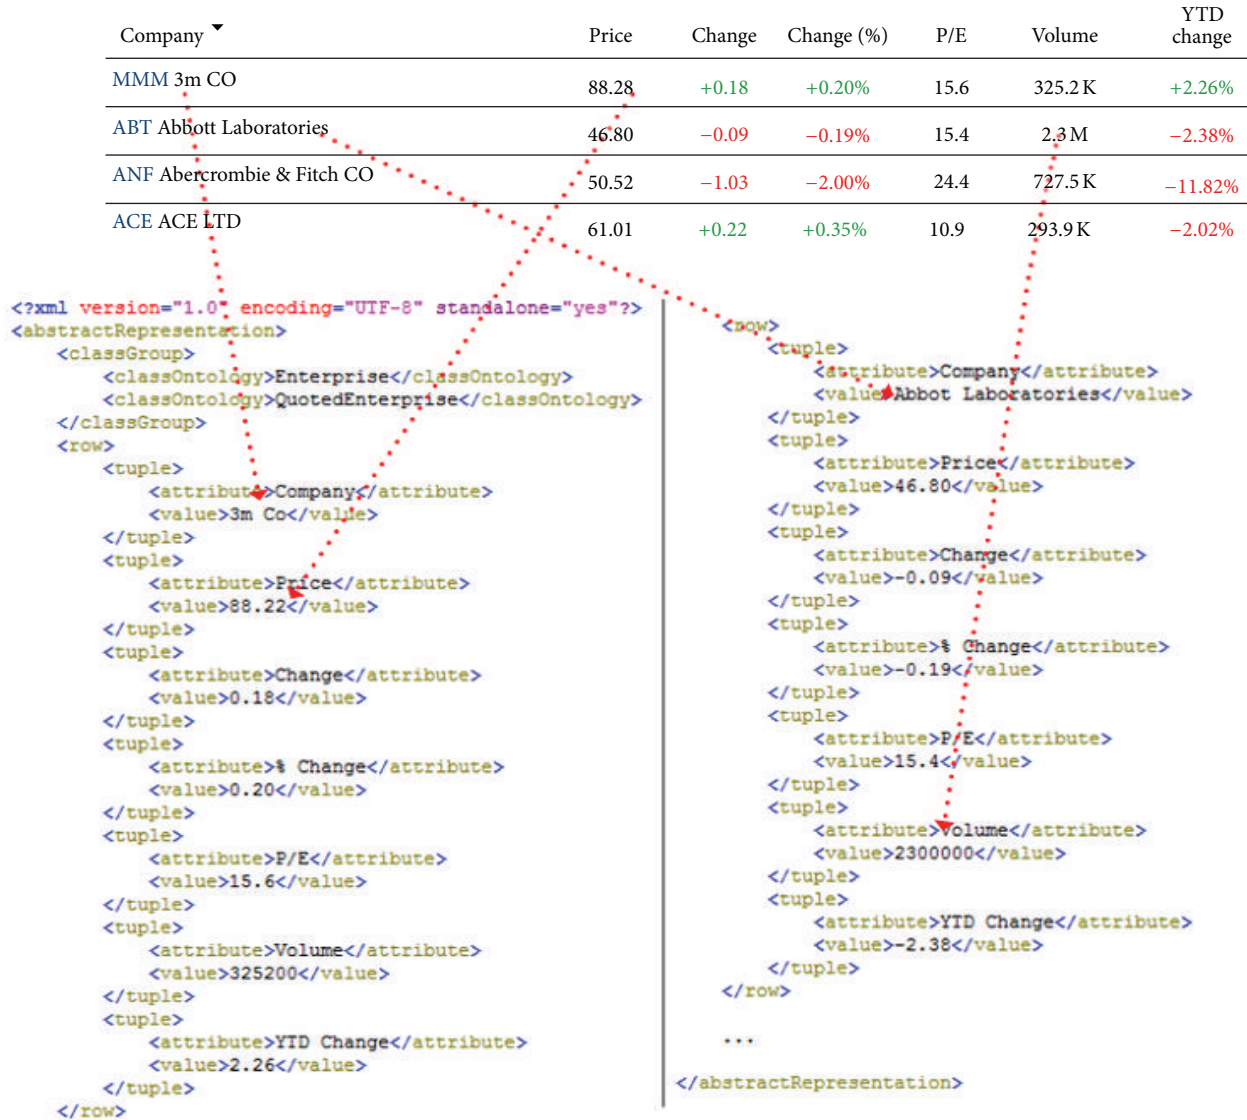 Company Price Change Change (%) P/E Volume YTD change
MMM 3m CO 88.28 +0.18 +0.20% 15.6 325.2 K +2.26%
ABT Abbott Laboratories 46.80 −0.09 −0.19% 15.4 2.3 M −2.38%
ANF Abercrombie & Fitch CO 50.52 −1.03 −2.00% 24.4 727.5 K −11.82%
ACE ACE LTD 61.01 +0.22 +0.35% 10.9 293.9 K −2.02%
<?xml version="1.0" encoding="UTF-8" standalone="yes"?>
<abstractRepresentation>
<classGroup>
<classOntology>Enterprise</classOntology>
<classOntology>QuotedEnterprise</classOntology>
</classGroup>
<row>
<tuple>
<attribute>Company</attribute>
<value>3m Co</value>
</tuple>
<tuple>
<attribute>Price</attribute>
<value>88.22</value>
</tuple>
<tuple>
<attribute>Change</attribute>
<value>0.18</value>
</tuple>
<tuple>
<attribute>% Change</attribute>
<value>0.20</value>
</tuple>
<tuple>
<attribute>P/E</attribute>
<value>15.6</value>
</tuple>
<tuple>
<attribute>Volume</attribute>
<value>325200</value>
</tuple>
<tuple>
<attribute>YTD Change</attribute>
<value>2.26</value>
</tuple>
</row>
<row>
<tuple>
<attribute>Company</attribute>
<value>Abbot Laboratories</value>
</tuple>
<tuple>
<attribute>Price</attribute>
<value>46.80</value>
</tuple>
<tuple>
<attribute>Change</attribute>
<value>-0.09</value>
</tuple>
<tuple>
<attribute>% Change</attribute>
<value>-0.19</value>
</tuple>
<tuple>
<attribute>P/E</attribute>
<value>15.4</value>
</tuple>
<tuple>
<attribute>Volume</attribute>
<value>2300000</value>
</tuple>
<tuple>
<attribute>YTD Change</attribute>
<value>-2.38</value>
</tuple>
</row>
...
</abstractRepresentation>